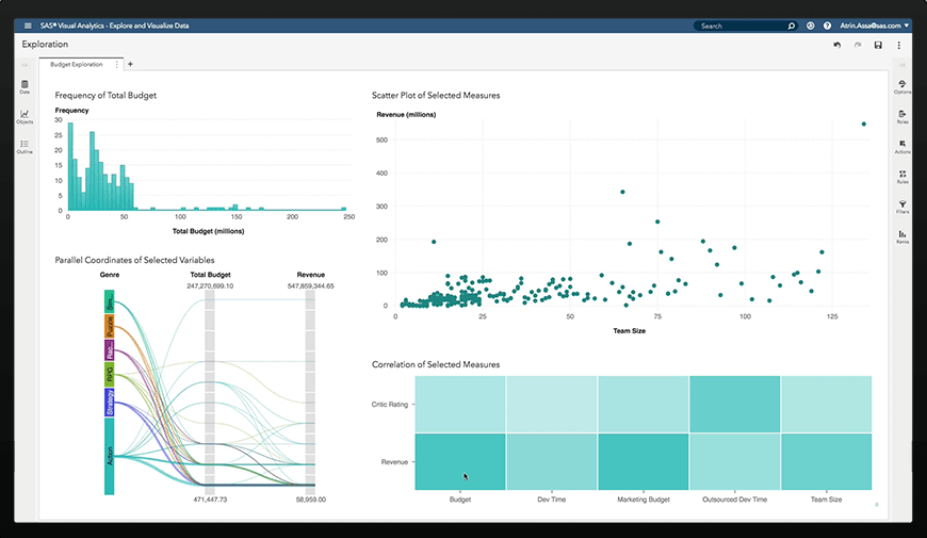 SAS® Visual Analytics - Explore and Visualize Data
Search
Atrin.Assa@sas.com
Exploration
Budget Exploration
+
Data
Objects
Outline
Options
Roles
Actions
Rules
Filters
Ranks
Frequency of Total Budget
Frequency
30
25
20
15
10
5
0
0 50 100 150 200 250
Total Budget (millions)
Scatter Plot of Selected Measures
Revenue (millions)
500
400
300
200
100
0
0 25 50 75 100 125
Team Size
Parallel Coordinates of Selected Variables
Genre Total Budget Revenue
247,270,699.10 547,859,344.65
Sim...
Puzzle
Rac...
RPG
Strategy
Action
471,447.73 58,959.00
Correlation of Selected Measures
Critic Rating
Revenue
Budget Dev Time Marketing Budget Outsourced Dev Time Team Size